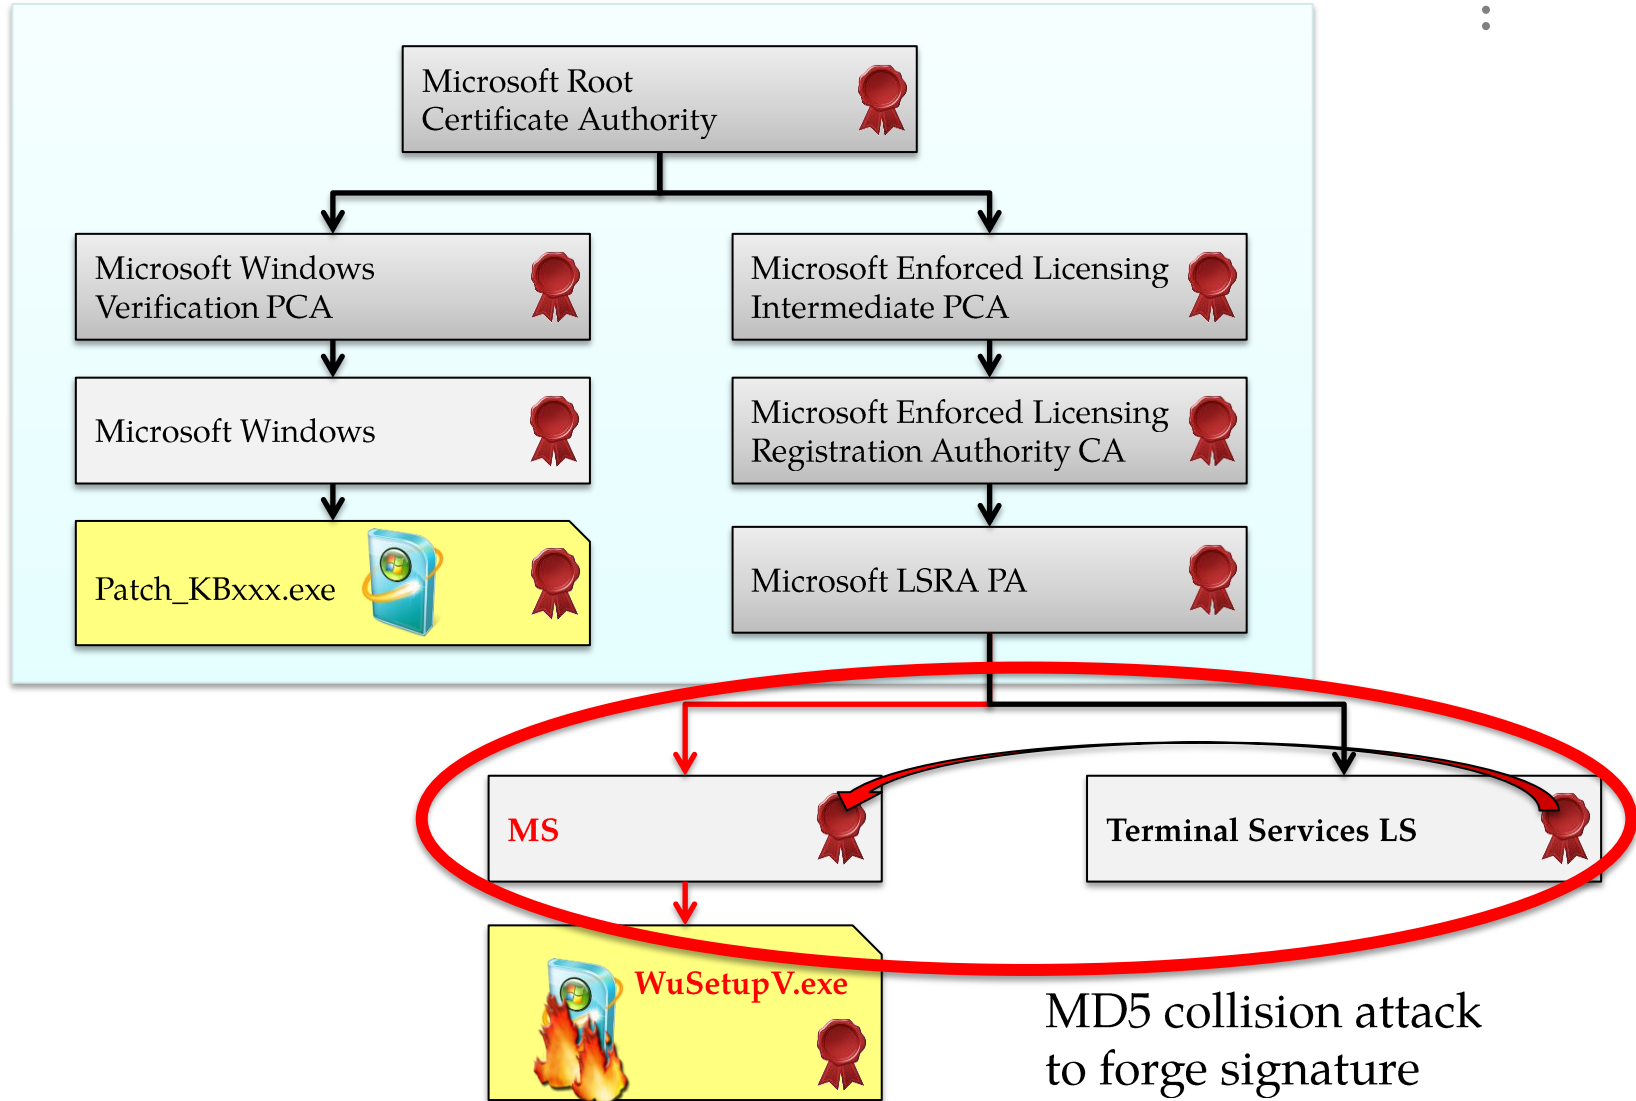 Microsoft Root
Certificate Authority
Microsoft Windows
Verification PCA
Microsoft Enforced Licensing
Intermediate PCA
Microsoft Windows
Microsoft Enforced Licensing
Registration Authority CA
Patch_KBxxx.exe
Microsoft LSRA PA
MS
Terminal Services LS
WuSetupV.exe
MD5 collision attack
to forge signature